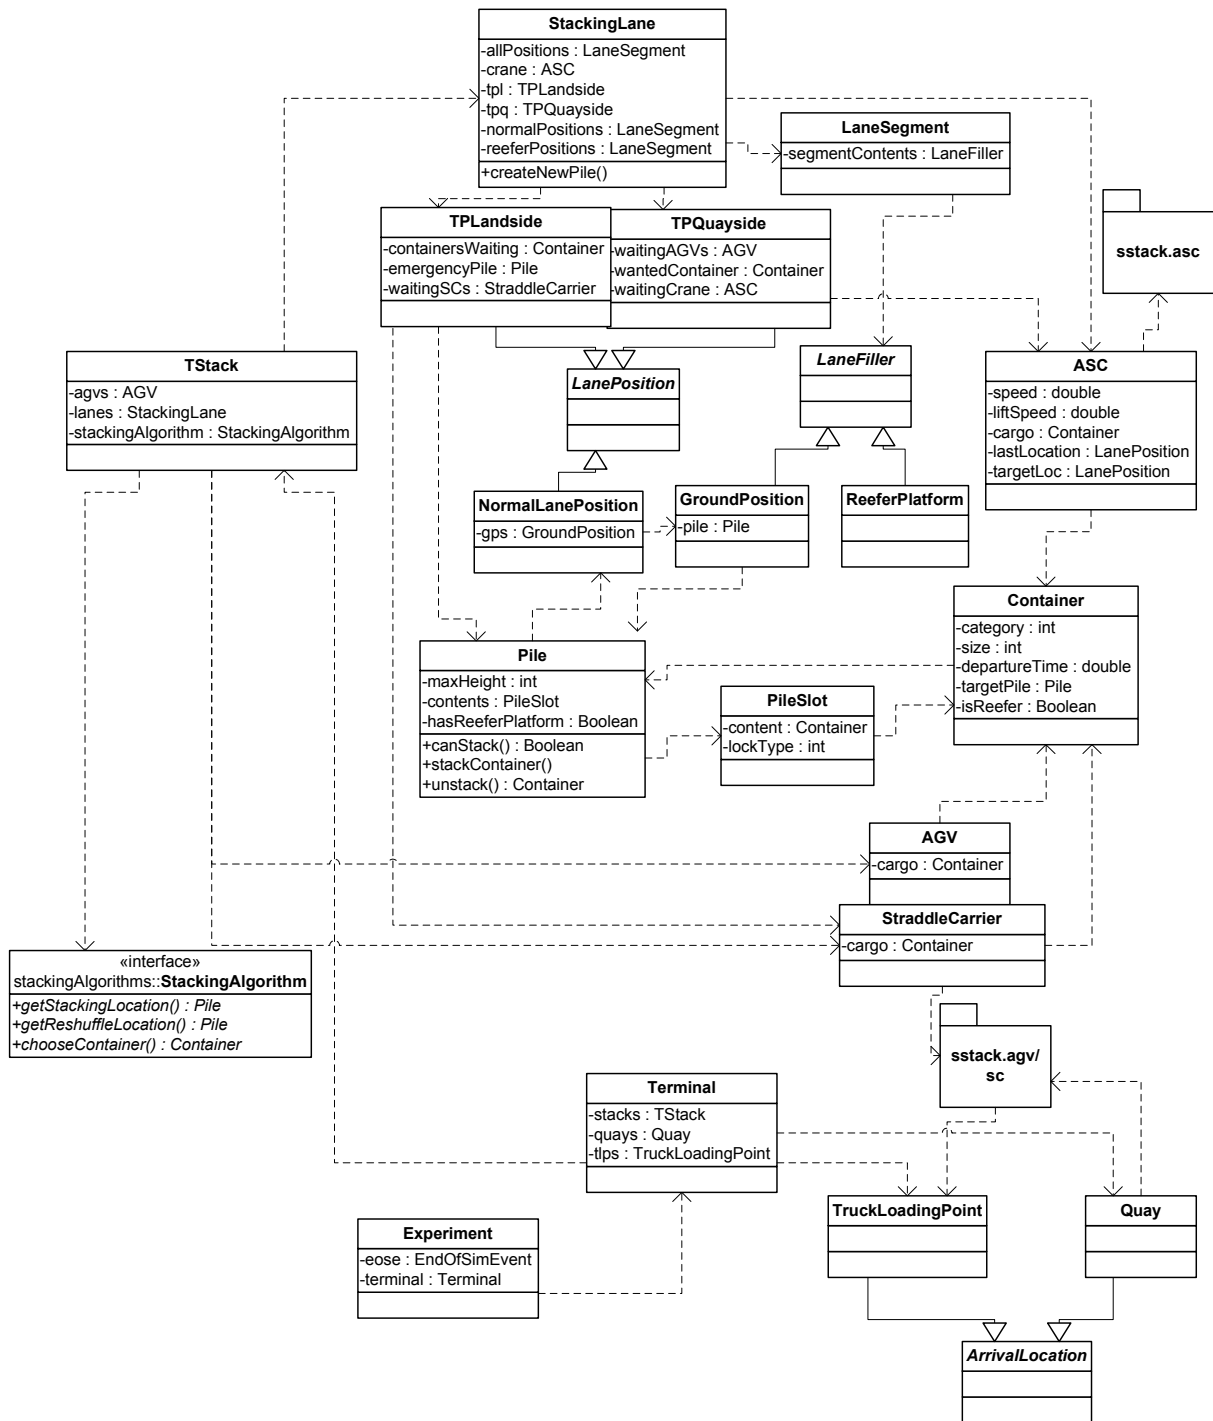 StackingLane
-allPositions : LaneSegment
-crane : ASC
-tpl : TPLandside
-tpq : TPQuayside
-normalPositions : LaneSegment
-reeferPositions : LaneSegment
+createNewPile()
LaneSegment
-segmentContents : LaneFiller
sstack.asc
TPLandside
-containersWaiting : Container
-emergencyPile : Pile
-waitingSCs : StraddleCarrier
TPQuayside
-waitingAGVs : AGV
-wantedContainer : Container
-waitingCrane : ASC
TStack
-agvs : AGV
-lanes : StackingLane
-stackingAlgorithm : StackingAlgorithm
LanePosition
LaneFiller
ASC
-speed : double
-liftSpeed : double
-cargo : Container
-lastLocation : LanePosition
-targetLoc : LanePosition
NormalLanePosition
-gps : GroundPosition
GroundPosition
-pile : Pile
ReeferPlatform
Container
-category : int
-size : int
-departureTime : double
-targetPile : Pile
-isReefer : Boolean
Pile
-maxHeight : int
-contents : PileSlot
-hasReeferPlatform : Boolean
+canStack() : Boolean
+stackContainer()
+unstack() : Container
PileSlot
-content : Container
-lockType : int
AGV
-cargo : Container
StraddleCarrier
-cargo : Container
«interface»
stackingAlgorithms::StackingAlgorithm
+getStackingLocation() : Pile
+getReshuffleLocation() : Pile
+chooseContainer() : Container
sstack.agv/
sc
Terminal
-stacks : TStack
-quays : Quay
-tlps : TruckLoadingPoint
TruckLoadingPoint
Quay
Experiment
-eose : EndOfSimEvent
-terminal : Terminal
ArrivalLocation